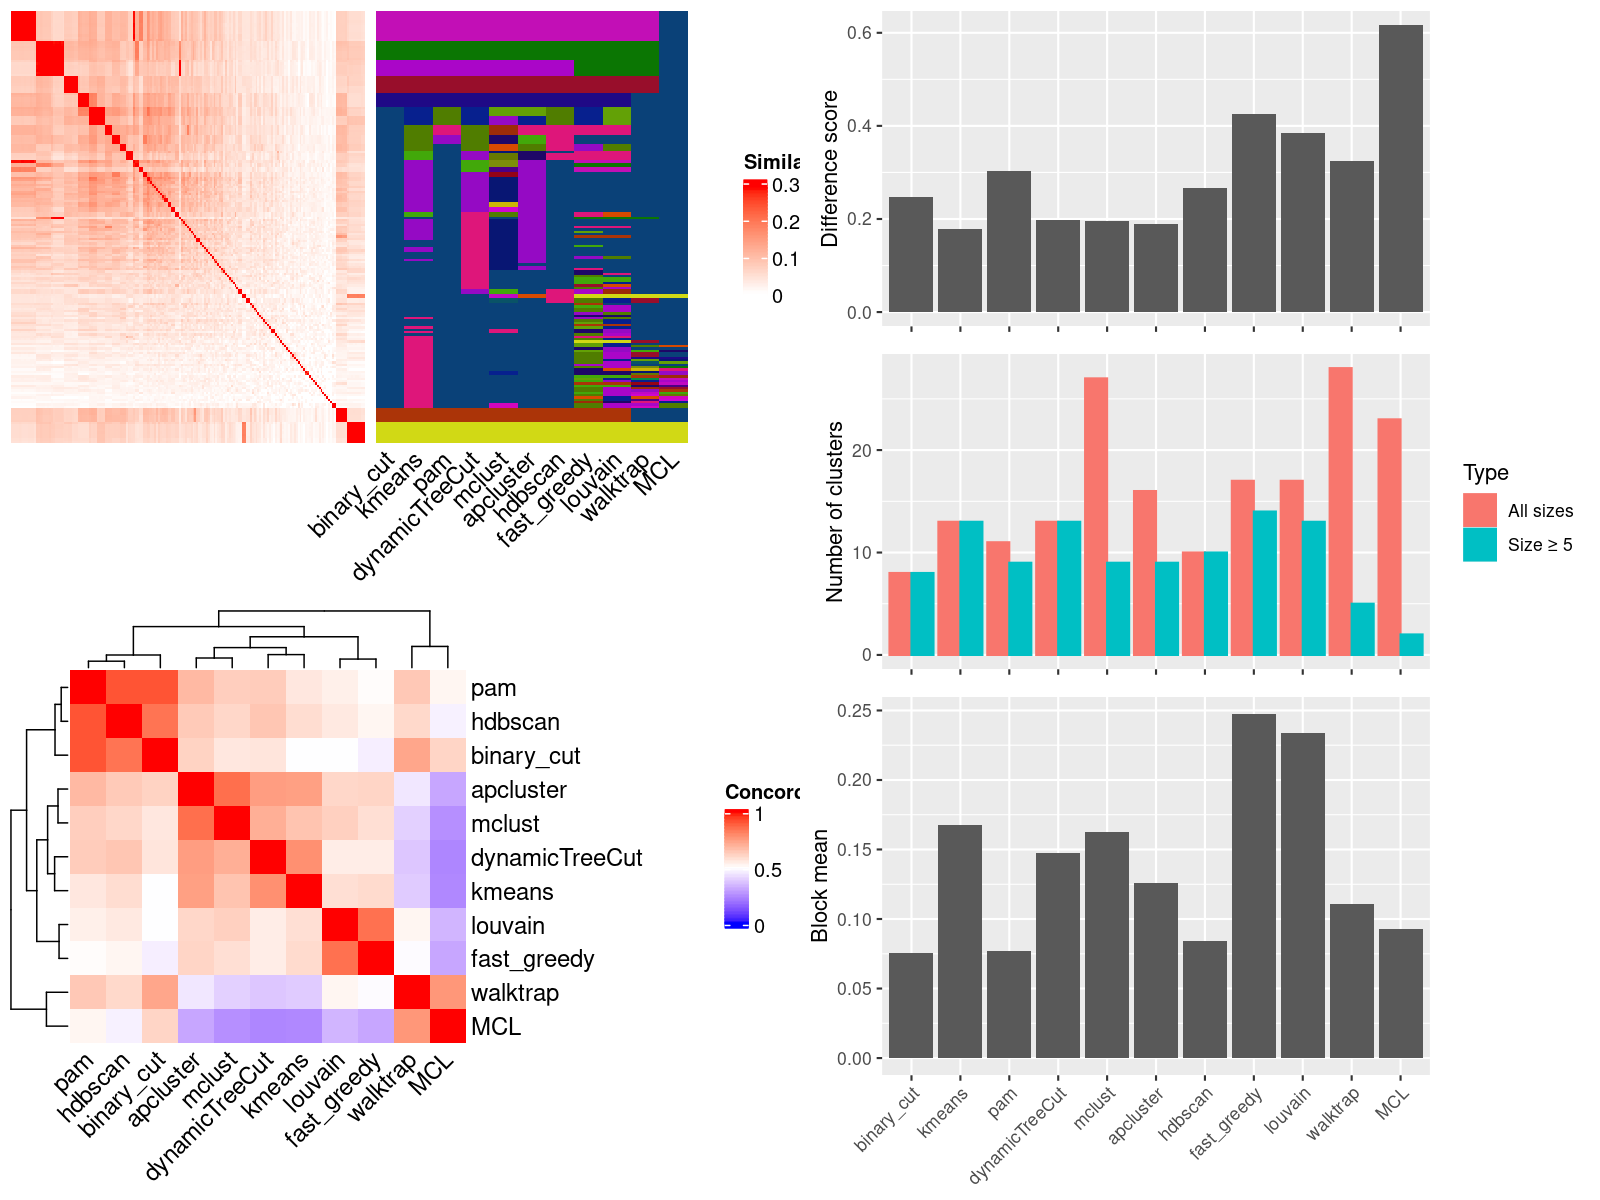 Simila
0.3
0.2
0.1
0
binary_cut
kmeans
pam
dynamicTreeCut
mclust
apcluster
hdbscan
fast_greedy
louvain
walktrap
MCL
pam
hdbscan
binary_cut
apcluster
mclust
dynamicTreeCut
kmeans
louvain
fast_greedy
walktrap
MCL
pam
hdbscan
binary_cut
apcluster
mclust
dynamicTreeCut
kmeans
louvain
fast_greedy
walktrap
MCL
Concord
1
0.5
0
Difference score
0.6
0.4
0.2
0.0
Number of clusters
20
10
0
Type
All sizes
Size ≥ 5
Block mean
0.25
0.20
0.15
0.10
0.05
0.00
binary_cut
kmeans
pam
dynamicTreeCut
mclust
apcluster
hdbscan
fast_greedy
louvain
walktrap
MCL